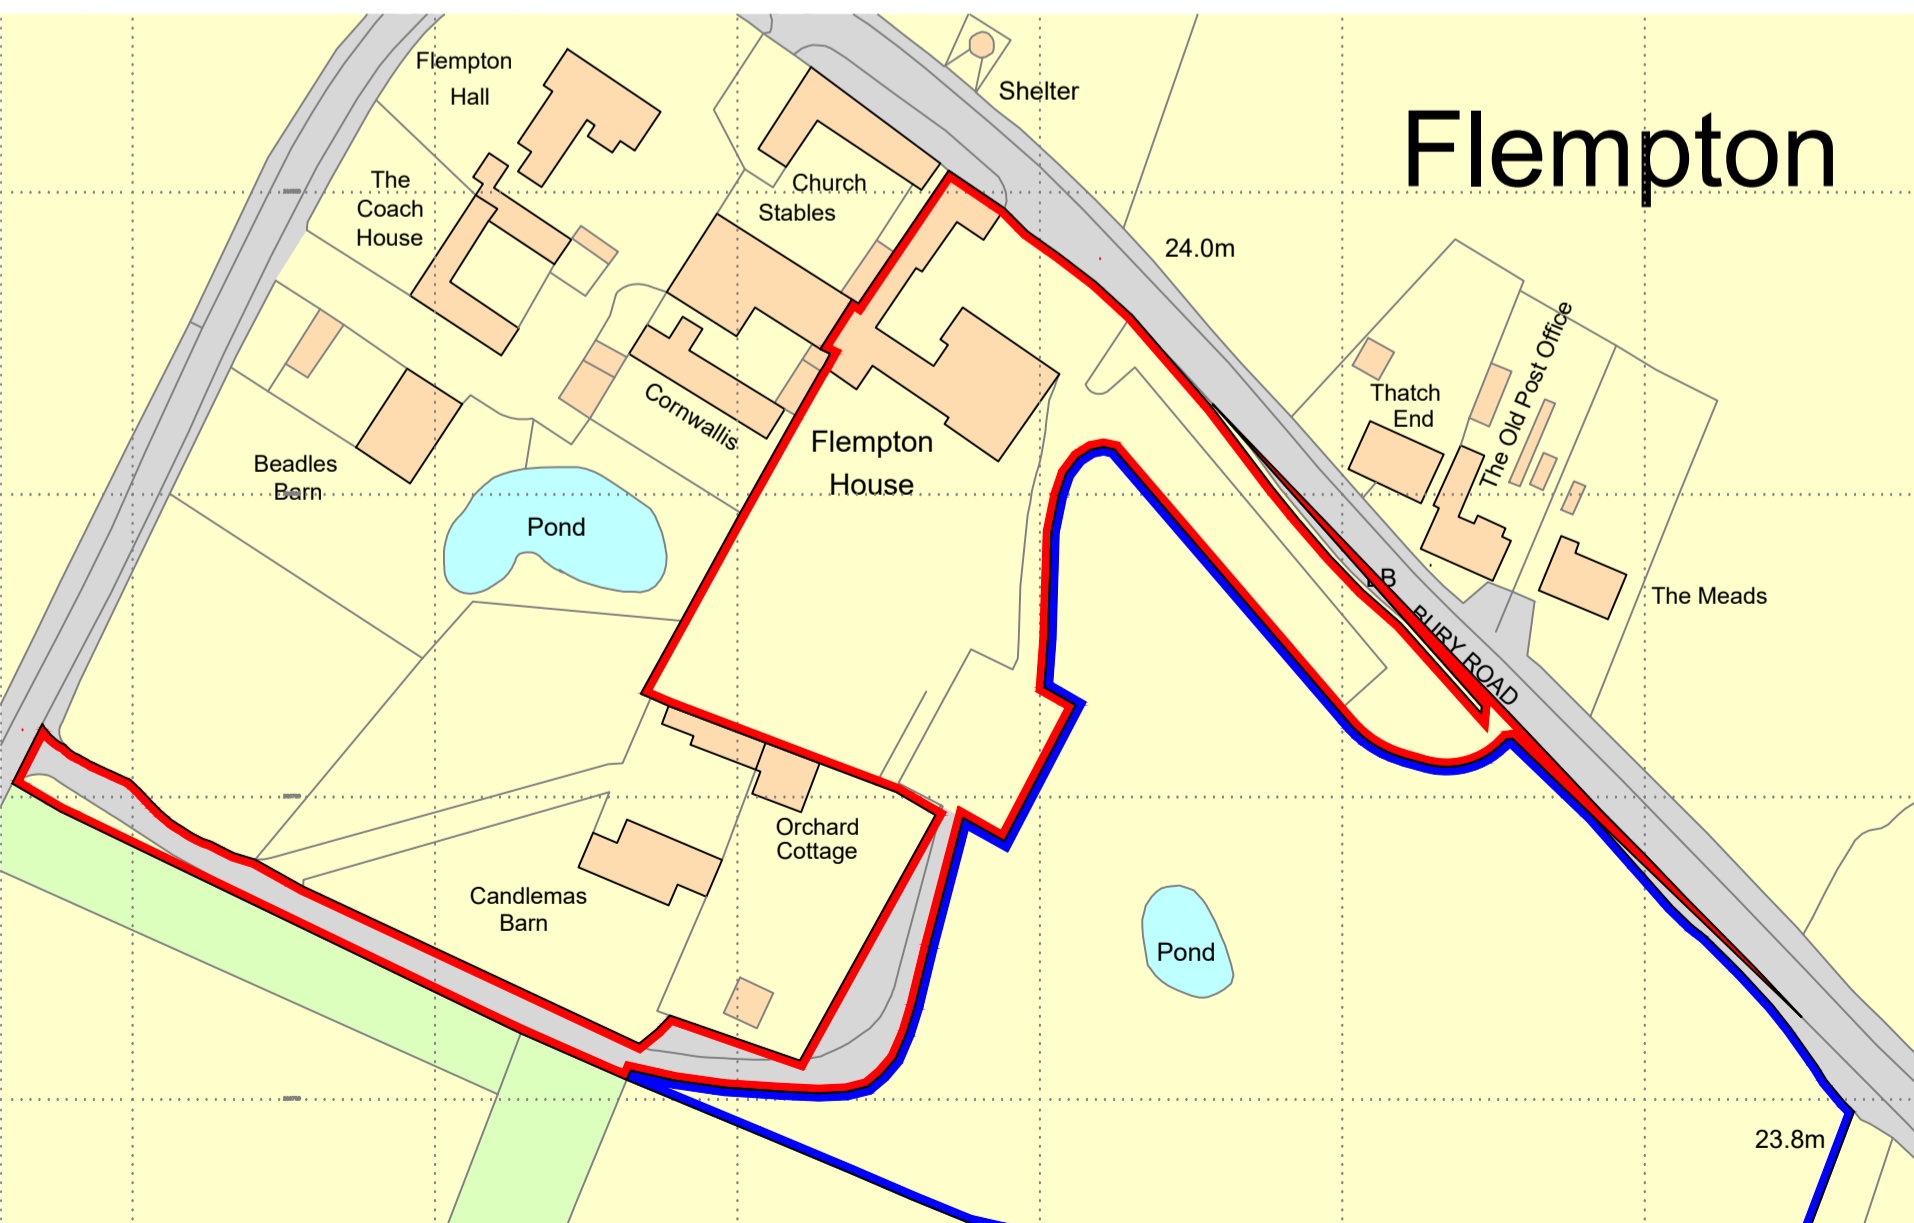 Flempton
Hall
Shelter
Flempton
The
Coach
House
Church
Stables
24.0m
The Old Post Office
Thatch
End
Cornwallis
Flempton
House
Beadles
Barn
Pond
BURY ROAD
The Meads
Orchard
Cottage
Candlemas
Barn
Pond
23.8m